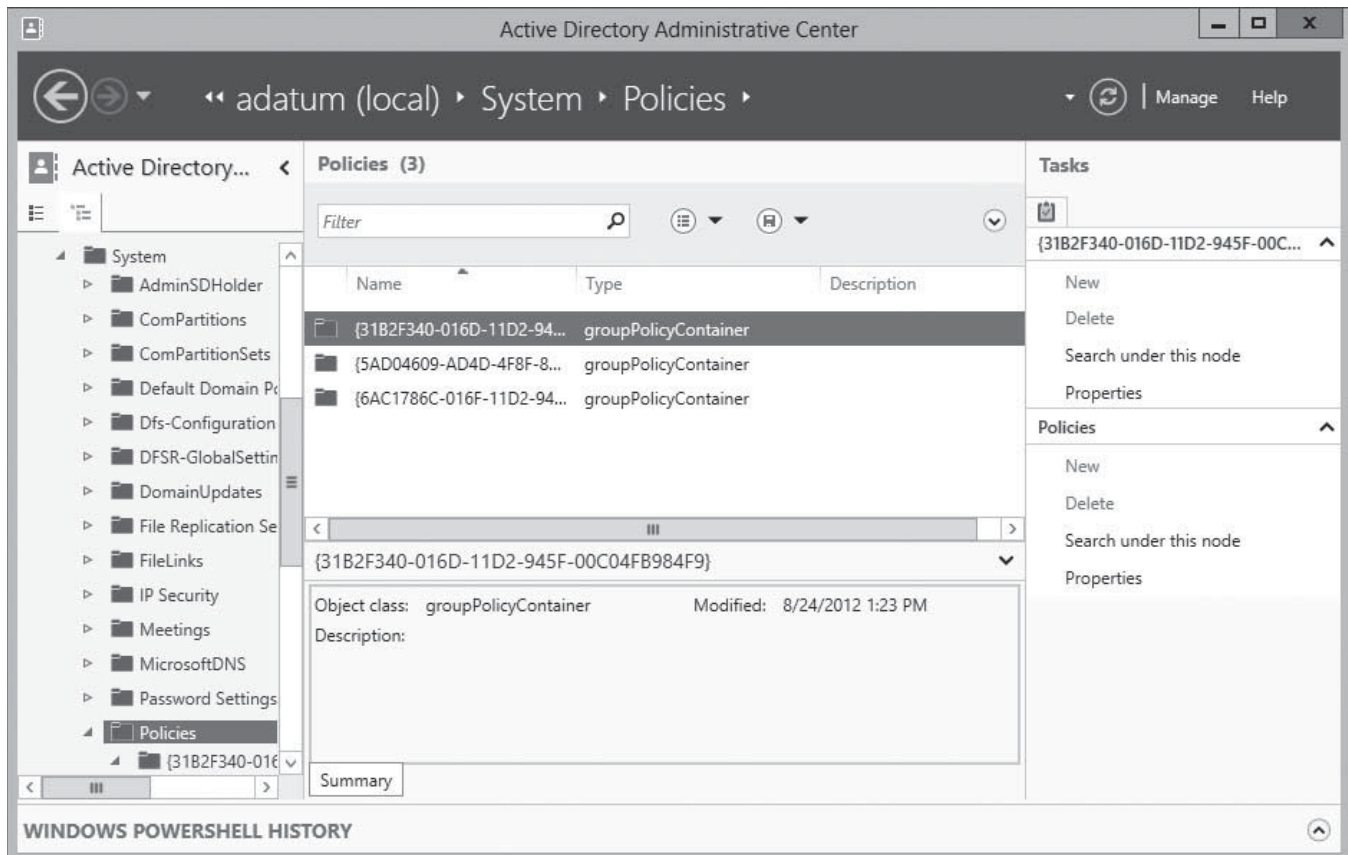 Active Directory Administrative Center
adatum (local) System Policies
Manage Help
Active Directory...
System
AdminSDHolder
ComPartitions
ComPartitionSets
Default Domain Po
Dfs-Configuration
DFSR-GlobalSettin
DomainUpdates
File Replication Se
FileLinks
IP Security
Meetings
MicrosoftDNS
Password Settings
Policies
{31B2F340-016
Policies (3)
Filter
Name Type Description
{31B2F340-016D-11D2-94... groupPolicyContainer
{5AD04609-AD4D-4F8F-8... groupPolicyContainer
{6AC1786C-016F-11D2-94... groupPolicyContainer
{31B2F340-016D-11D2-945F-00C04FB984F9}
Object class: groupPolicyContainer Modified: 8/24/2012 1:23 PM
Description:
Summary
Tasks
{31B2F340-016D-11D2-945F-00C...
New
Delete
Search under this node
Properties
Policies
New
Delete
Search under this node
Properties
WINDOWS POWERSHELL HISTORY